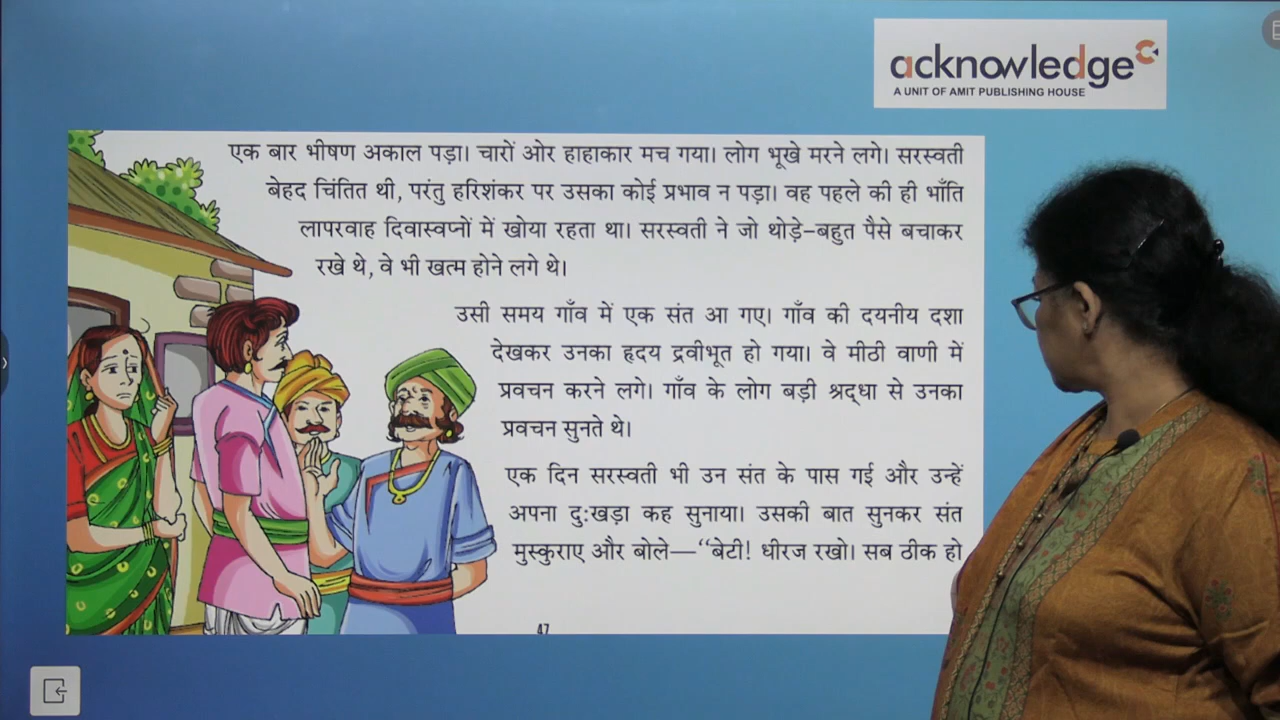 acknowledge
A UNIT OF AMIT PUBLISHING HOUSE
एक बार भीषण अकाल पड़ा। चारों ओर हाहाकार मच गया। लोग भूखे मरने लगे। सरस्वती
बेहद चिंतित थी, परंतु हरिशंकर पर उसका कोई प्रभाव न पड़ा। वह पहले की ही भाँति
लापरवाह दिवास्वप्नों में खोया रहता था। सरस्वती ने जो थोड़े-बहुत पैसे बचाकर
रखे थे, वे भी खत्म होने लगे थे।
उसी समय गाँव में एक संत आ गए। गाँव की दयनीय दशा
देखकर उनका हृदय द्रवीभूत हो गया। वे मीठी वाणी में
प्रवचन करने लगे। गाँव के लोग बड़ी श्रद्धा से उनका
प्रवचन सुनते थे।
एक दिन सरस्वती भी उन संत के पास गई और उन्हें
अपना दुःखड़ा कह सुनाया। उसकी बात सुनकर संत
मुस्कुराए और बोले—“बेटी! धीरज रखो। सब ठीक हो
47